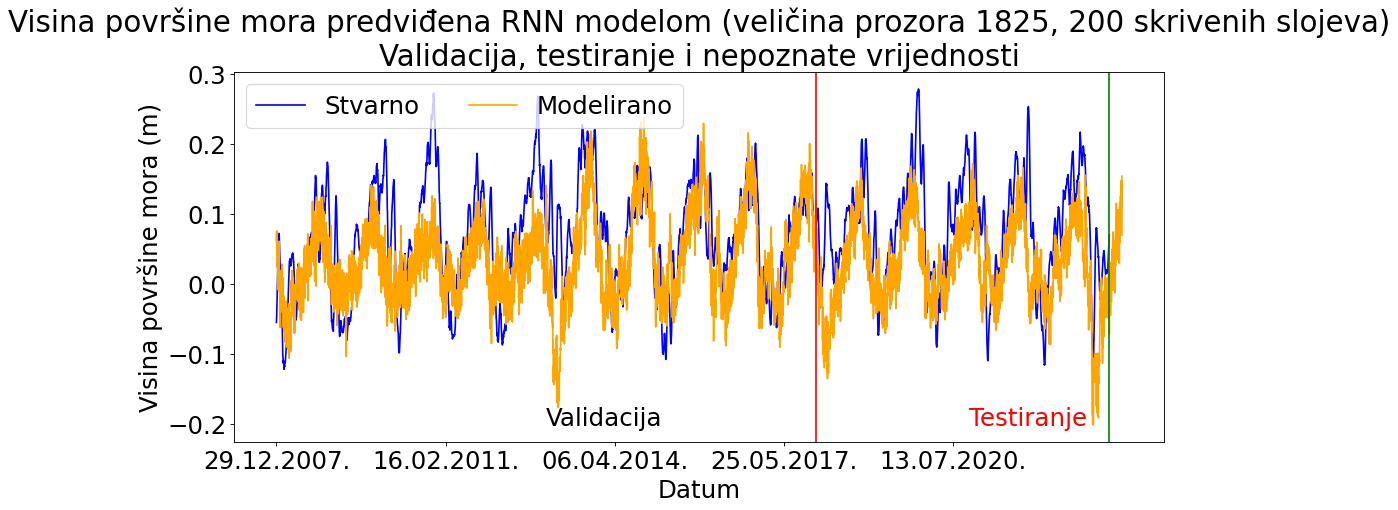 Visina površine mora predviđena RNN modelom (veličina prozora 1825, 200 skrivenih slojeva)
Validacija, testiranje i nepoznate vrijednosti
Visina površine mora (m)
0.3
0.2
0.1
0.0
−0.1
−0.2
Stvarno Modelirano
Validacija Testiranje
29.12.2007. 16.02.2011. 06.04.2014. 25.05.2017. 13.07.2020.
Datum